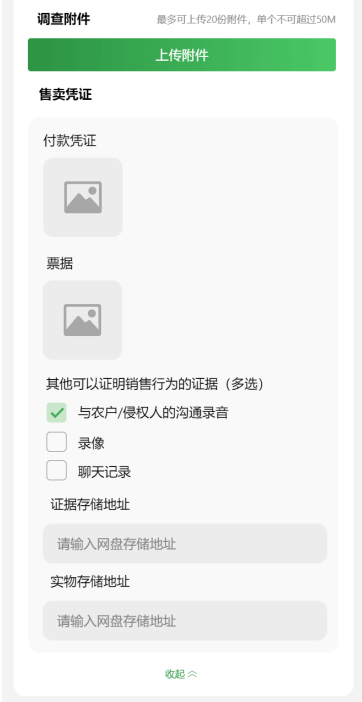 调查附件 最多可上传20份附件，单个不可超过50M
上传附件
售卖凭证
付款凭证
票据
其他可以证明销售行为的证据（多选）
与农户/侵权人的沟通录音
录像
聊天记录
证据存储地址
请输入网盘存储地址
实物存储地址
请输入网盘存储地址
收起